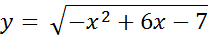 y = √(-x² + 6x - 7)